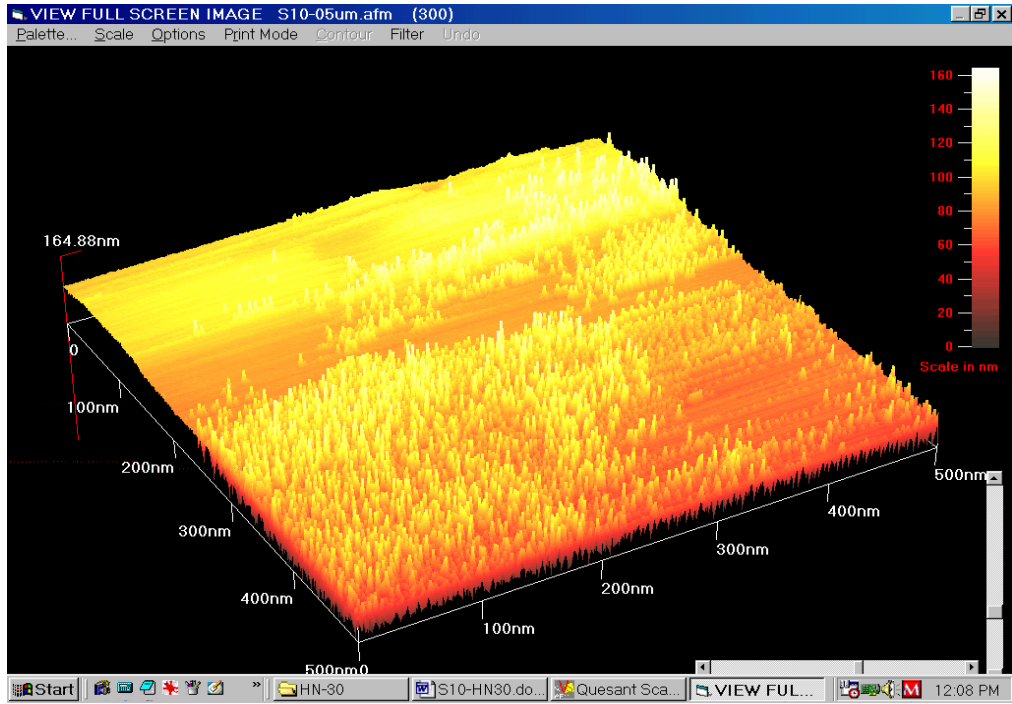 VIEW FULL SCREEN IMAGE S10-05um.afm (300)
Palette... Scale Options Print Mode Contour Filter Undo
160
140
120
100
80
60
40
20
0
Scale in nm
164.88nm
0
100nm
200nm
300nm
400nm
500nm
0
100nm
200nm
300nm
400nm
500nm
Start » HN-30 S10-HN30.do... Quesant Sca... VIEW FUL... M 12:08 PM